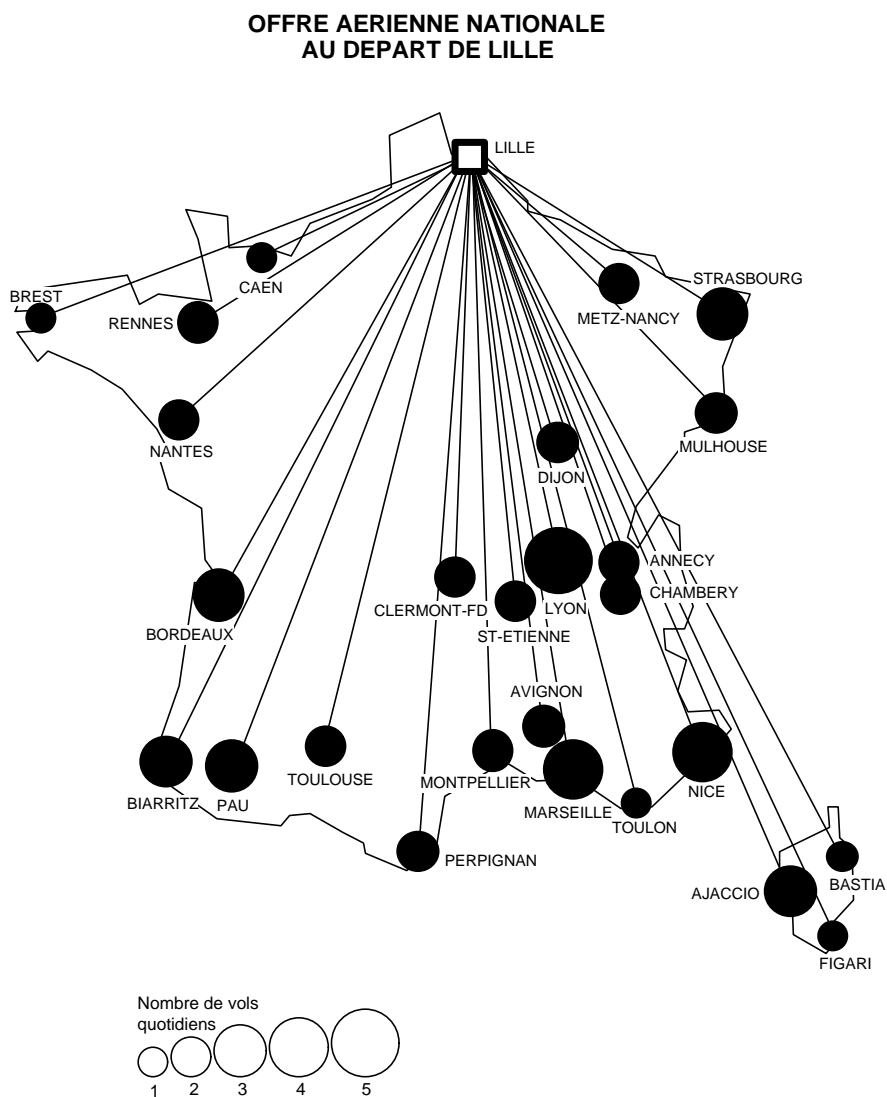 OFFRE AERIENNE NATIONALE
AU DEPART DE LILLE
LILLE
STRASBOURG
CAEN
BREST
METZ-NANCY
RENNES
NANTES
MULHOUSE
DIJON
ANNECY
CHAMBERY
LYON
CLERMONT-FD
ST-ETIENNE
BORDEAUX
AVIGNON
TOULOUSE
MONTPELLIER
NICE
BIARRITZ
PAU
MARSEILLE
TOULON
PERPIGNAN
BASTIA
AJACCIO
FIGARI
Nombre de vols
quotidiens
1 2 3 4 5